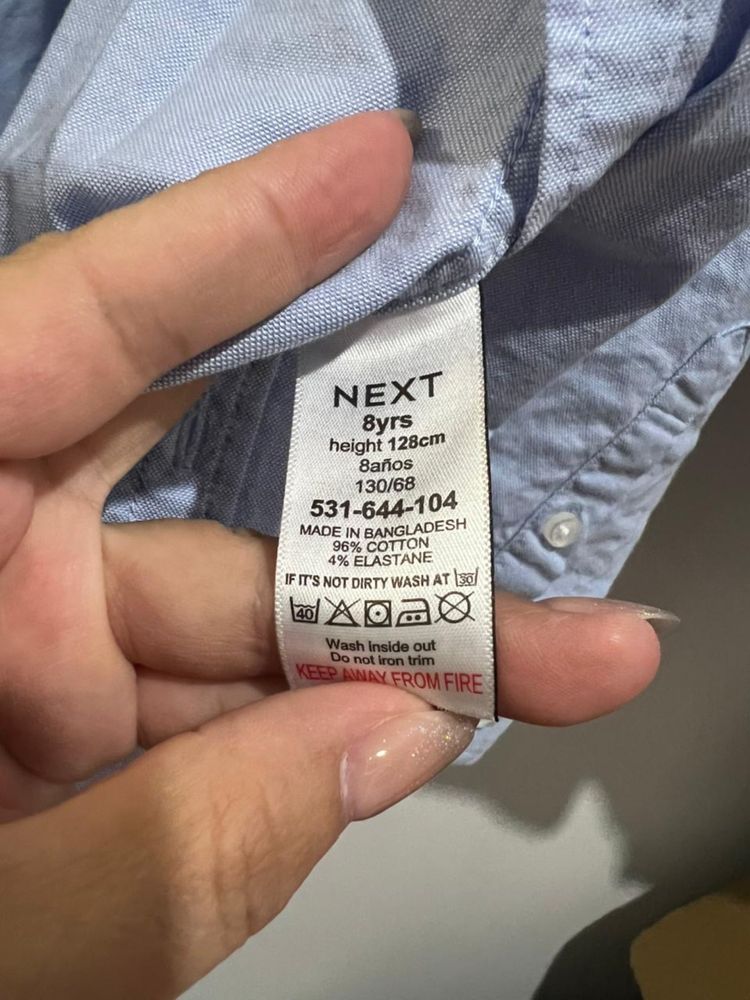 NEXT
8yrs
height 128cm
8años
130/68
531-644-104
MADE IN BANGLADESH
96% COTTON
4% ELASTANE
IF IT'S NOT DIRTY WASH AT 30
40
Wash inside out
Do not iron trim
KEEP AWAY FROM FIRE